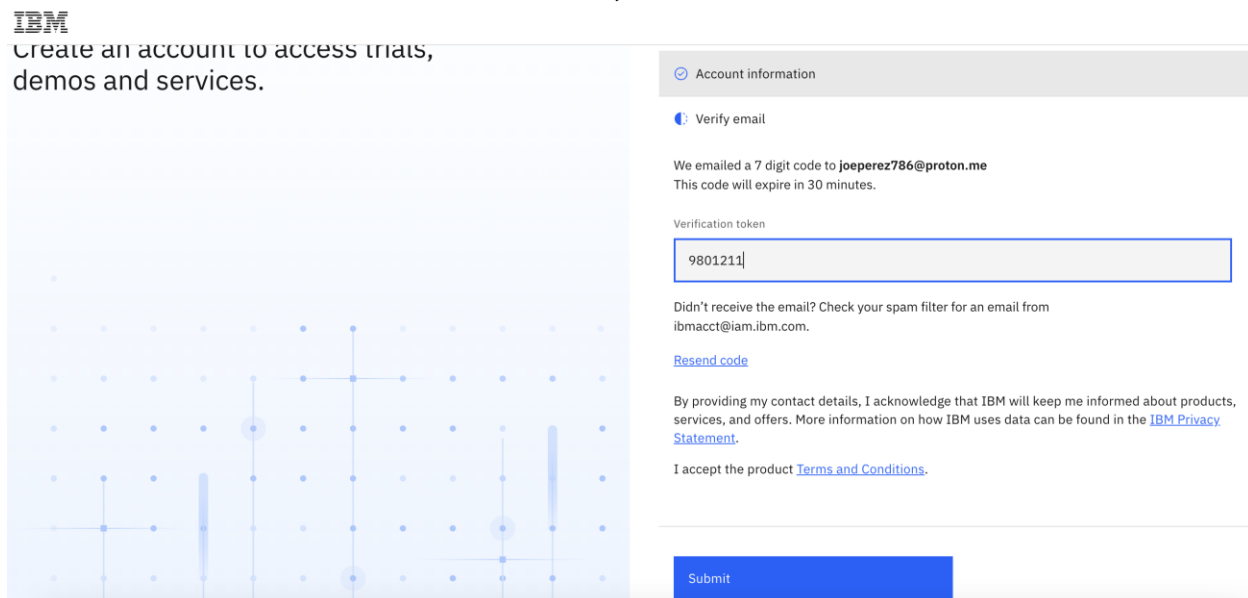 IBM
Create an account to access trials,
demos and services.
Account information
Verify email
We emailed a 7 digit code to joeperez786@proton.me
This code will expire in 30 minutes.
Verification token
9801211
Didn't receive the email? Check your spam filter for an email from
ibmacct@iam.ibm.com.
Resend code
By providing my contact details, I acknowledge that IBM will keep me informed about products,
services, and offers. More information on how IBM uses data can be found in the IBM Privacy
Statement.
I accept the product Terms and Conditions.
Submit